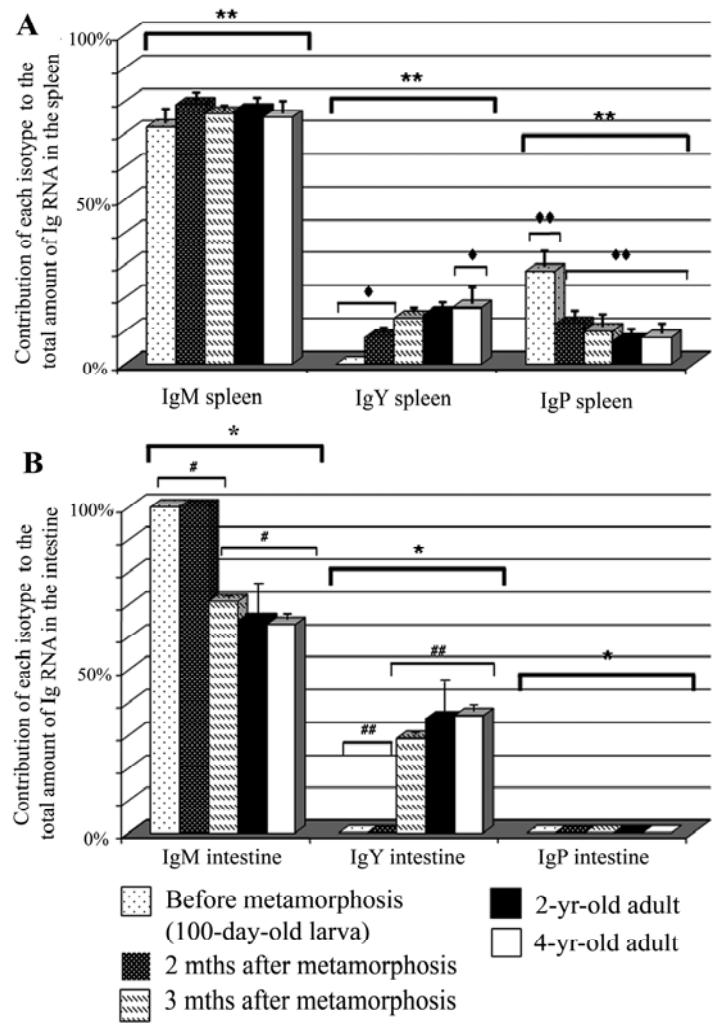 A
Contribution of each isotype to the
total amount of Ig RNA in the spleen
100%
50%
0%
**
**
**
♦
♦
♦♦
♦♦
IgM spleen
IgY spleen
IgP spleen
B
Contribution of each isotype to the
total amount of Ig RNA in the intestine
100%
50%
0%
*
#
#
*
##
##
*
IgM intestine
IgY intestine
IgP intestine
Before metamorphosis
(100-day-old larva)
2 mths after metamorphosis
3 mths after metamorphosis
2-yr-old adult
4-yr-old adult